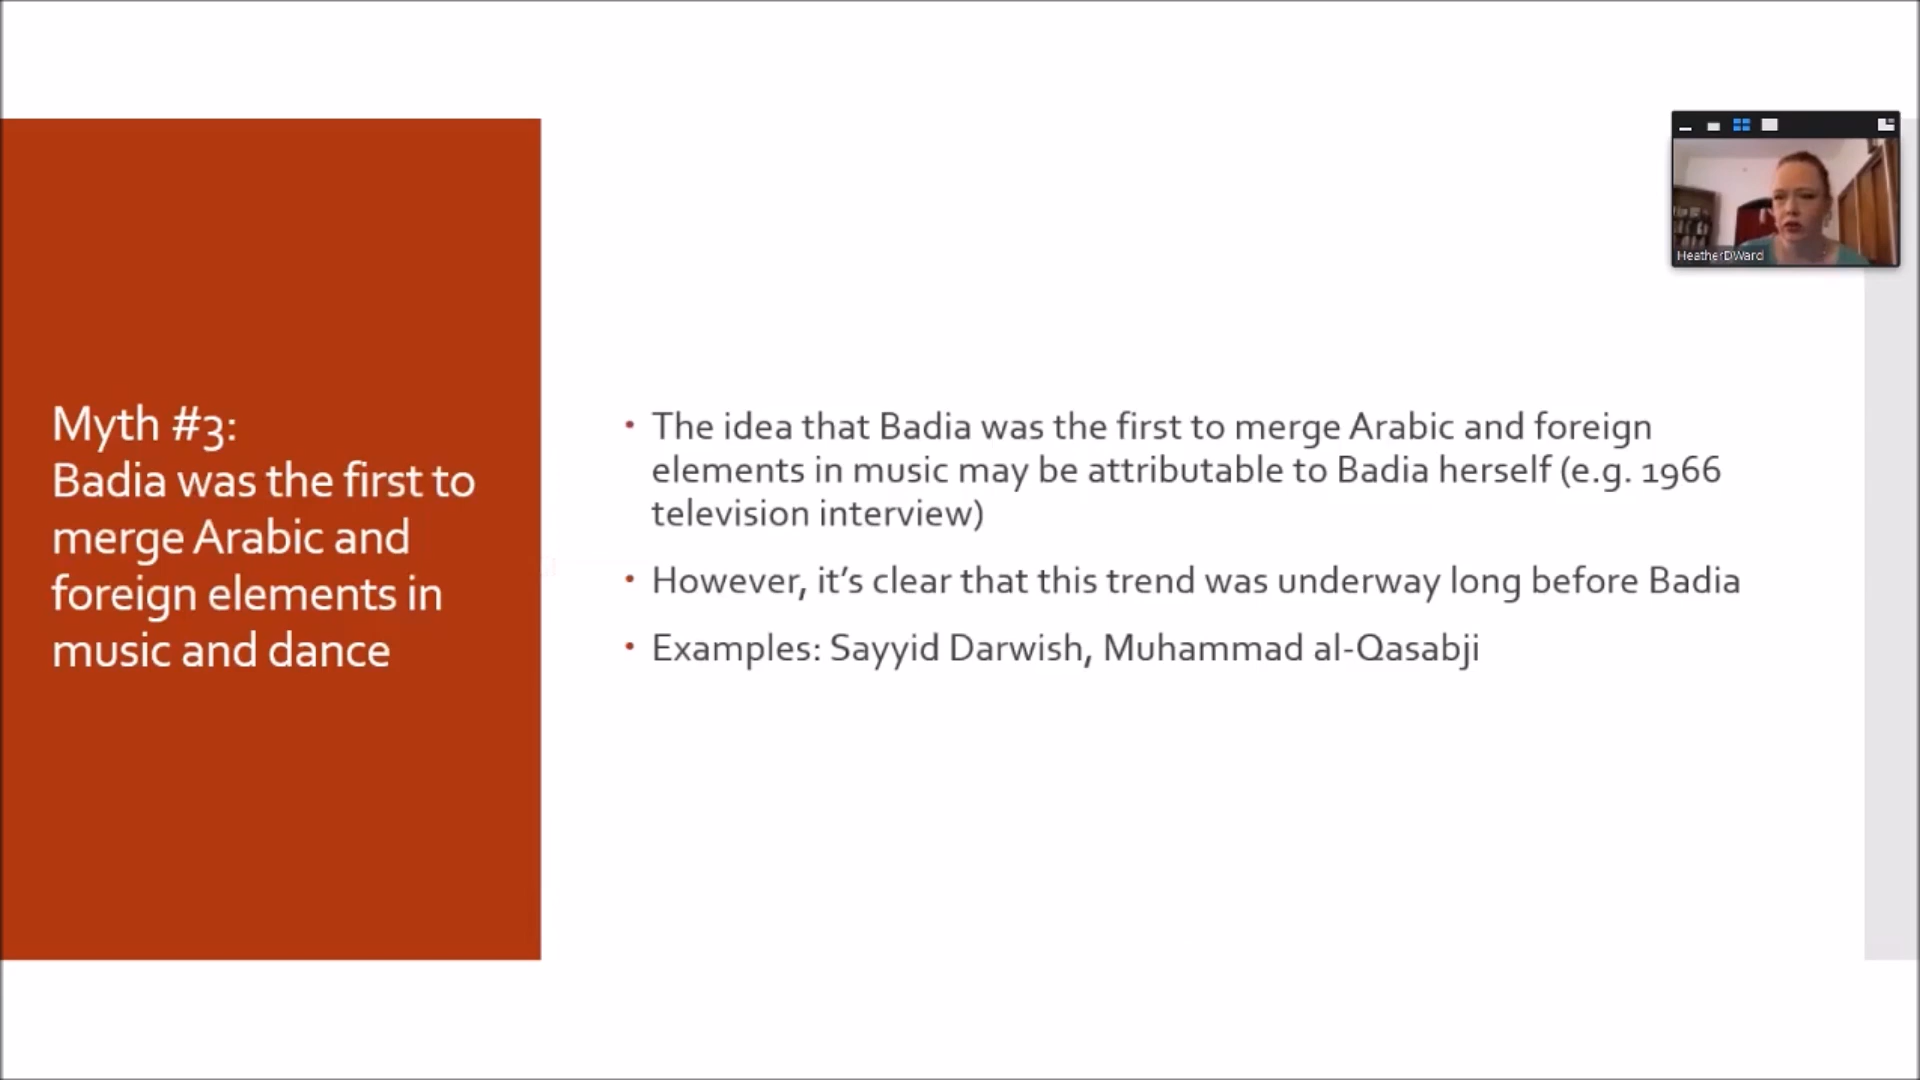 Myth #3:
Badia was the first to
merge Arabic and
foreign elements in
music and dance
• The idea that Badia was the first to merge Arabic and foreign
elements in music may be attributable to Badia herself (e.g. 1966
television interview)
• However, it’s clear that this trend was underway long before Badia
• Examples: Sayyid Darwish, Muhammad al-Qasabji
HeatherDWard